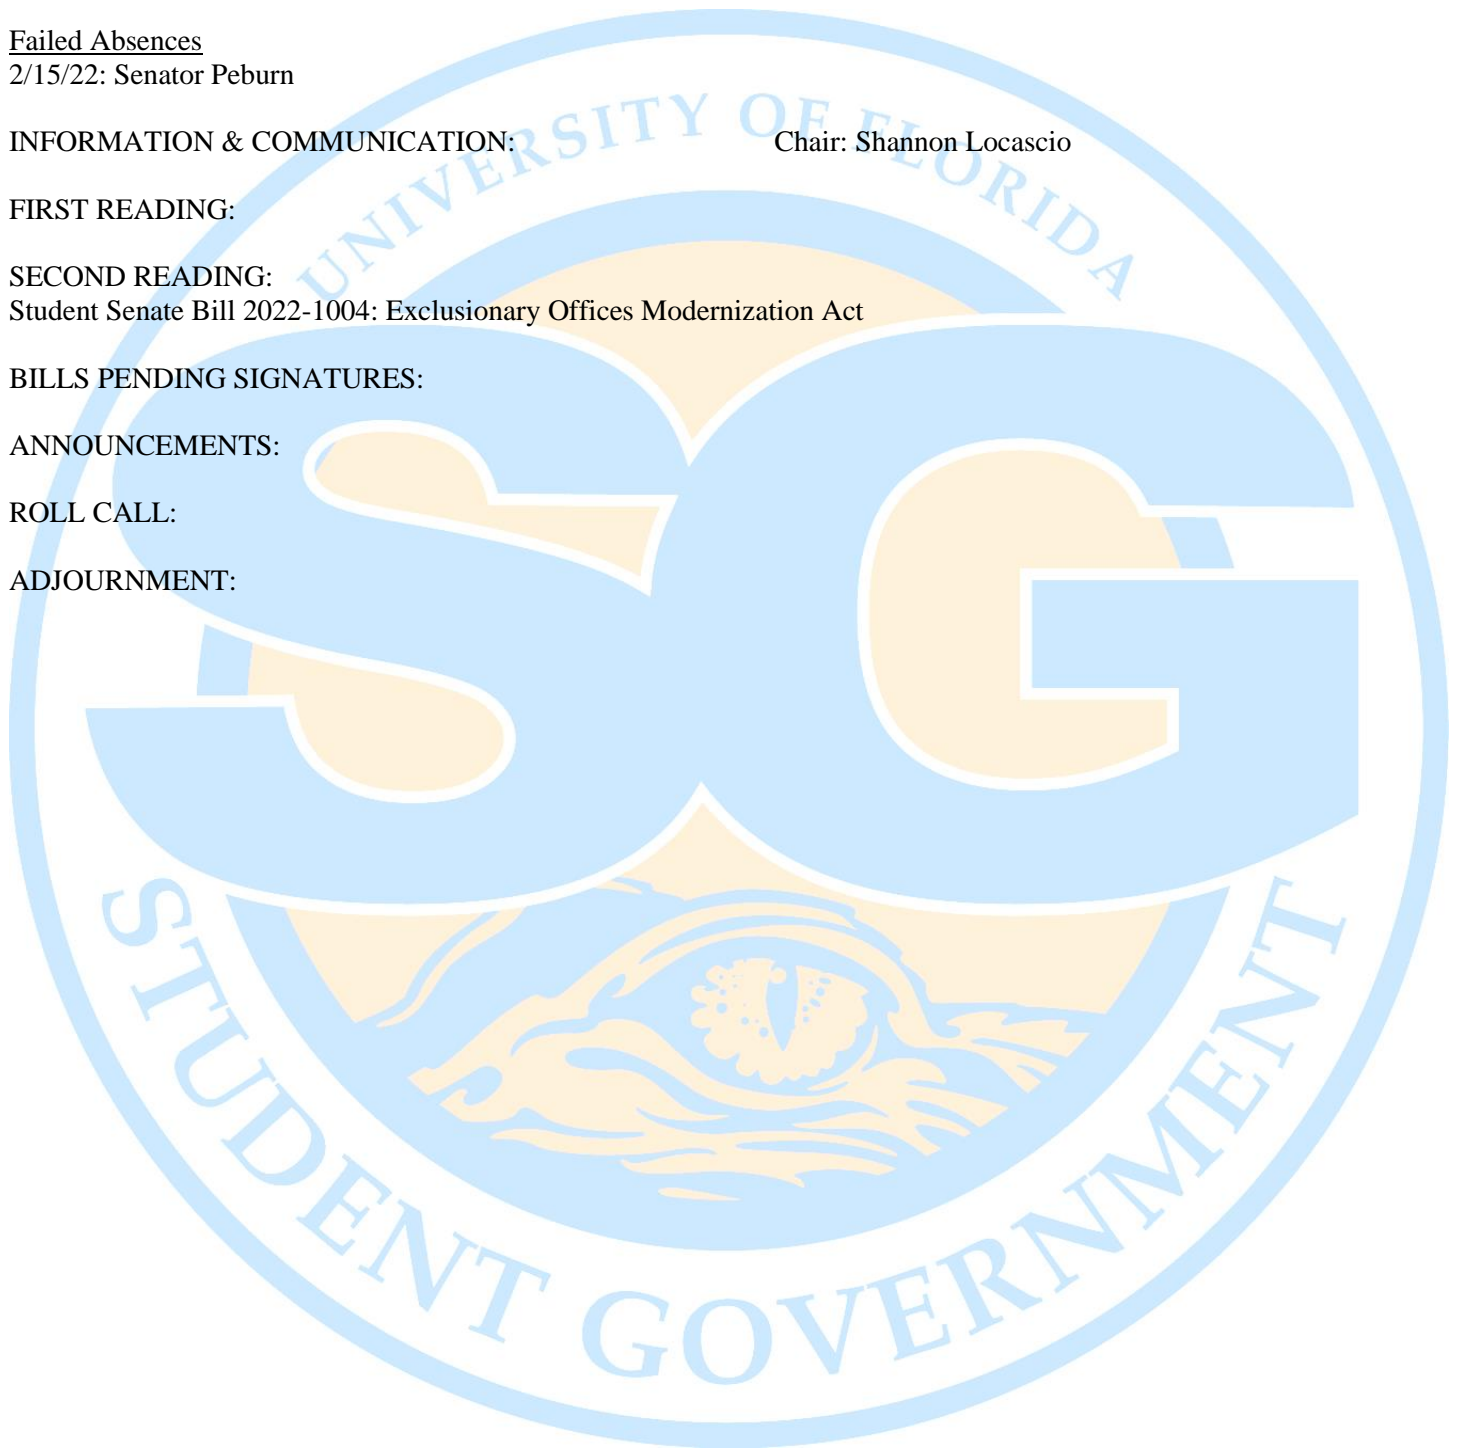 Failed Absences
2/15/22: Senator Peburn
INFORMATION & COMMUNICATION: Chair: Shannon Locascio
FIRST READING:
SECOND READING:
Student Senate Bill 2022-1004: Exclusionary Offices Modernization Act
BILLS PENDING SIGNATURES:
ANNOUNCEMENTS:
ROLL CALL:
ADJOURNMENT:
UNIVERSITY OF FLORIDA
SG
STUDENT GOVERNMENT